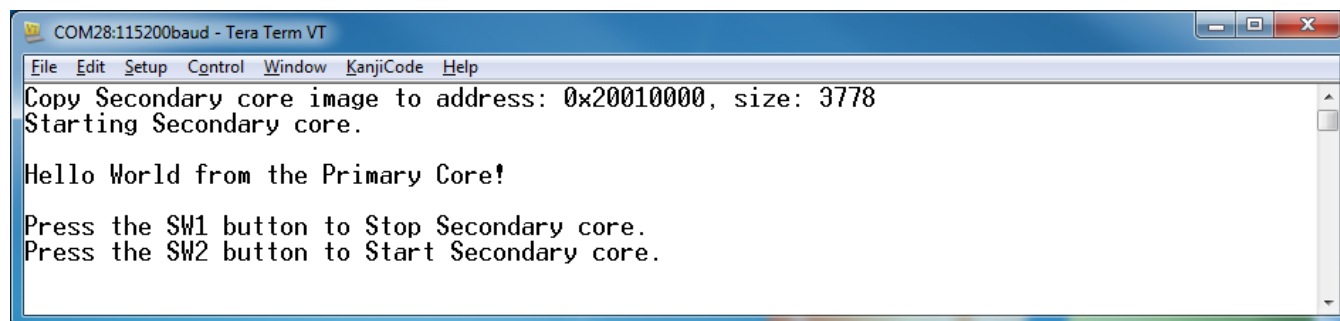 COM28:115200baud - Tera Term VT
File Edit Setup Control Window KanjiCode Help
Copy Secondary core image to address: 0x20010000, size: 3778
Starting Secondary core.
Hello World from the Primary Core!
Press the SW1 button to Stop Secondary core.
Press the SW2 button to Start Secondary core.